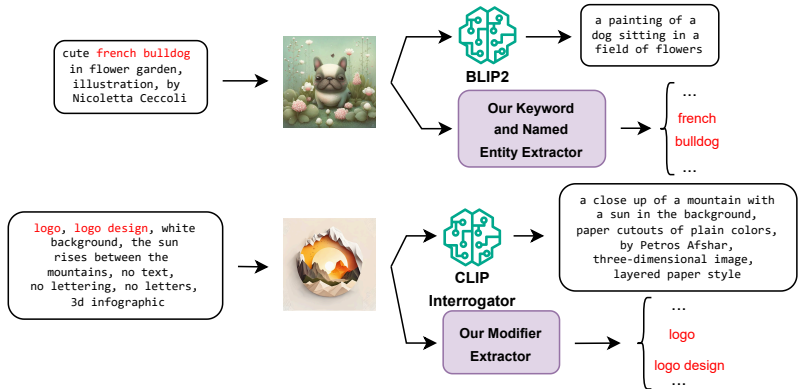 cute french bulldog
in flower garden,
illustration, by
Nicoletta Ceccoli
BLIP2
a painting of a
dog sitting in a
field of flowers
Our Keyword
and Named
Entity Extractor
...
french
bulldog
...
logo, logo design, white
background, the sun
rises between the
mountains, no text,
no lettering, no letters,
3d infographic
CLIP
Interrogator
a close up of a mountain with
a sun in the background,
paper cutouts of plain colors,
by Petros Afshar,
three-dimensional image,
layered paper style
Our Modifier
Extractor
...
logo
logo design
...